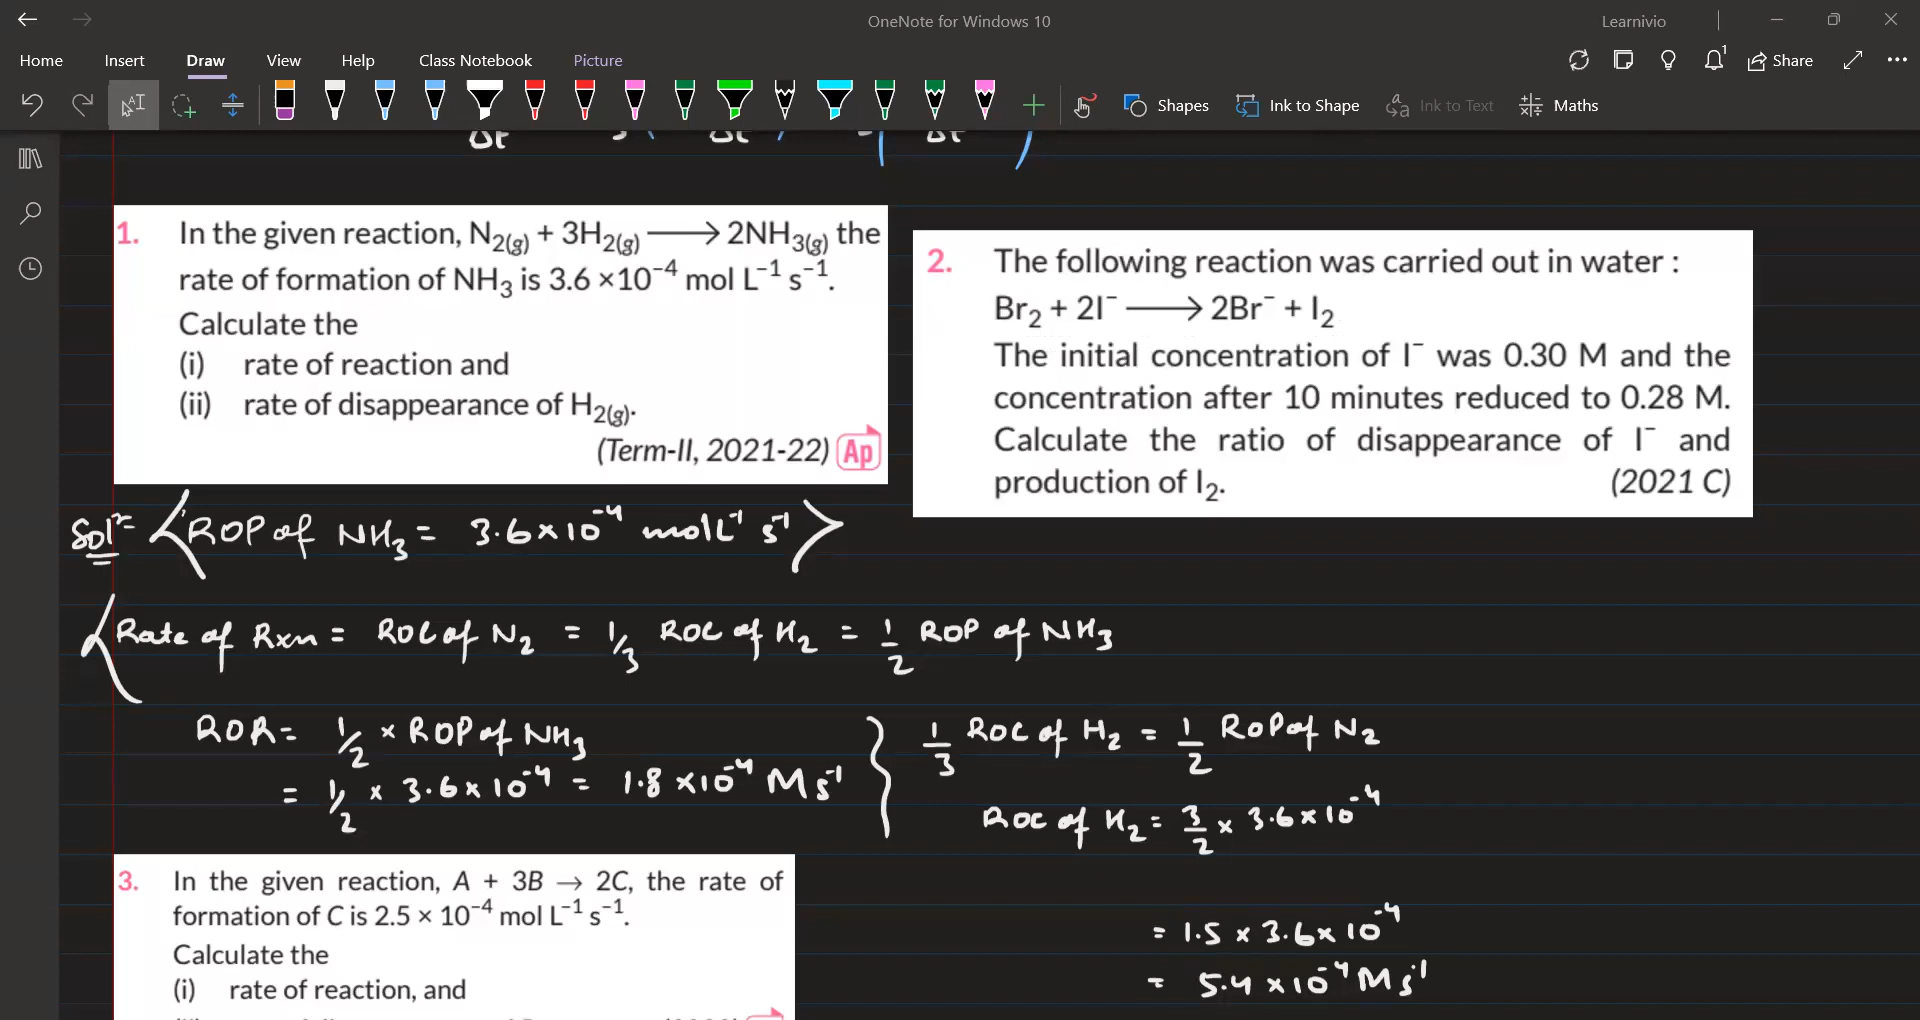 OneNote for Windows 10
Learnivio
Home Insert Draw View Help Class Notebook Picture
1 Share
Shapes Ink to Shape Ink to Text Maths
Δt Δt Δt
1. In the given reaction, N₂(g) + 3H₂(g) ⟶ 2NH₃(g) the
rate of formation of NH₃ is 3.6 ×10⁻⁴ mol L⁻¹ s⁻¹.
Calculate the
(i) rate of reaction and
(ii) rate of disappearance of H₂(g).
(Term-II, 2021-22) Ap
2. The following reaction was carried out in water :
Br₂ + 2I⁻ ⟶ 2Br⁻ + I₂
The initial concentration of I⁻ was 0.30 M and the
concentration after 10 minutes reduced to 0.28 M.
Calculate the ratio of disappearance of I⁻ and
production of I₂. (2021 C)
Solⁿ= ⟨ROP of NH₃ = 3.6×10⁻⁴ molL⁻¹ s⁻¹⟩
⟨Rate of Rxn = ROC of N₂ = 1/3 ROC of H₂ = 1/2 ROP of NH₃
ROR = 1/2 × ROP of NH₃
= 1/2 × 3.6×10⁻⁴ = 1.8×10⁻⁴ M s⁻¹
1/3 ROC of H₂ = 1/2 ROP of N₂
ROC of H₂ = 3/2 × 3.6×10⁻⁴
= 1.5 × 3.6×10⁻⁴
= 5.4×10⁻⁴ M s⁻¹
3. In the given reaction, A + 3B → 2C, the rate of
formation of C is 2.5 × 10⁻⁴ mol L⁻¹ s⁻¹.
Calculate the
(i) rate of reaction, and